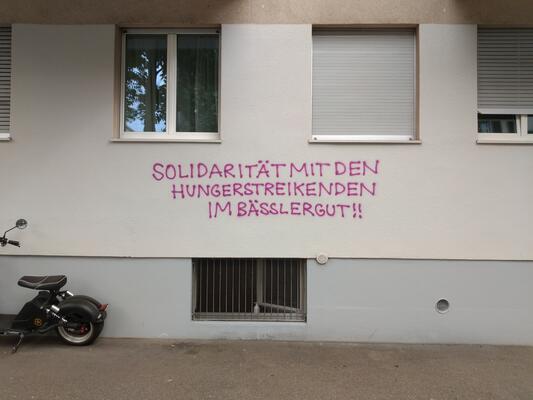 SOLIDARITÄT MIT DEN
HUNGERSTREIKENDEN
IM BÄSSLERGUT!!